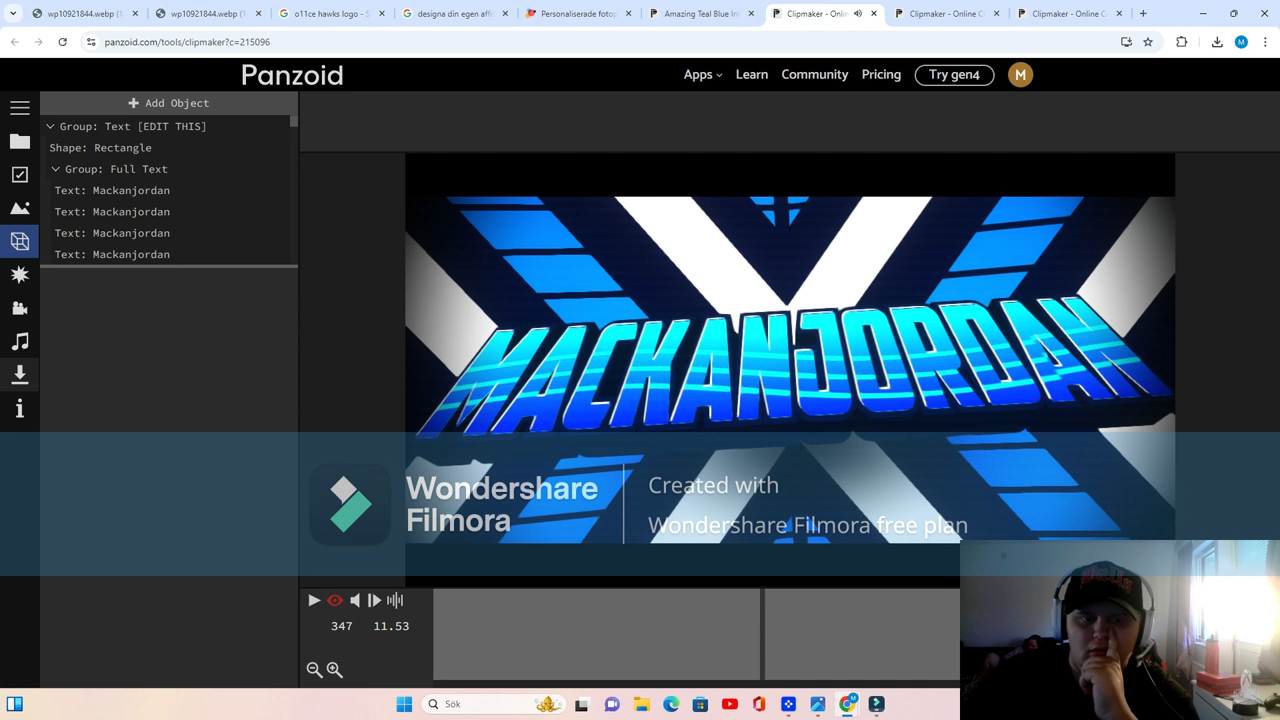 wp10921844.webp (
wp10921844.webp (
o11ce hawks logo - S
designa din egen affe
Personaliserade fotop
Amazing Teal Blue Int
Clipmaker - Onlin
Clipmaker - Online C
Clipmaker - Online C
panzoid.com/tools/clipmaker?c=215096
M
Panzoid
Apps
Learn
Community
Pricing
Try gen4
M
Add Object
Group: Text [EDIT THIS]
Shape: Rectangle
Group: Full Text
Text: Mackanjordan
Text: Mackanjordan
Text: Mackanjordan
Text: Mackanjordan
MACKANJORDAN
Wondershare
Filmora
Created with
Wondershare Filmora free plan
347
11.53
Sök
M